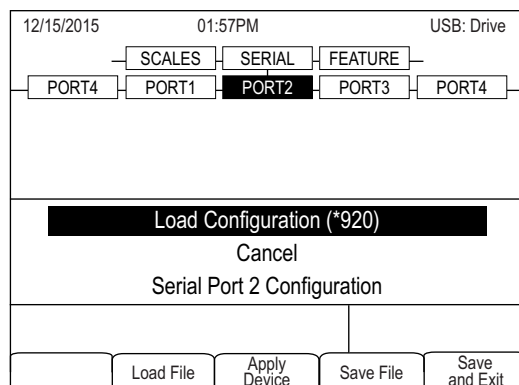 12/15/2015 01:57PM USB: Drive
SCALES SERIAL FEATURE
PORT4 PORT1 PORT2 PORT3 PORT4
Load Configuration (*920)
Cancel
Serial Port 2 Configuration
Load File Apply Device Save File Save and Exit